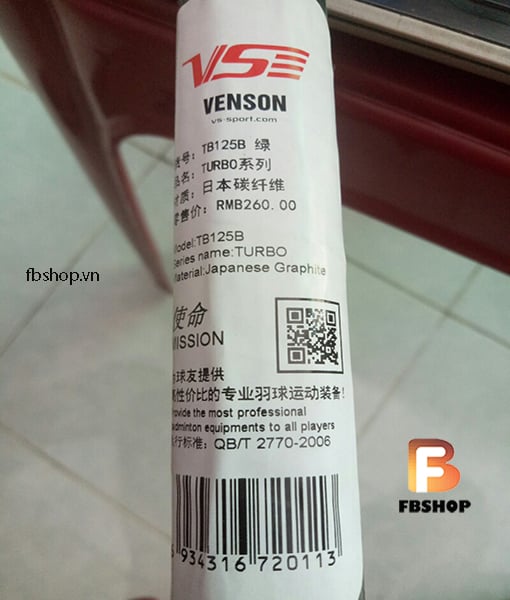 VS
VENSON
vs-sport.com
号: TB125B 绿
名: TURBO系列
质: 日本碳纤维
售价: RMB260.00
Model:TB125B
Series name:TURBO
Material:Japanese Graphite
使命
MISSION
球友提供
性价比的专业羽球运动装备!
the most professional
equipments to all players
行标准: QB/T 2770-2006
934316 720113
fbshop.vn
FBSHOP